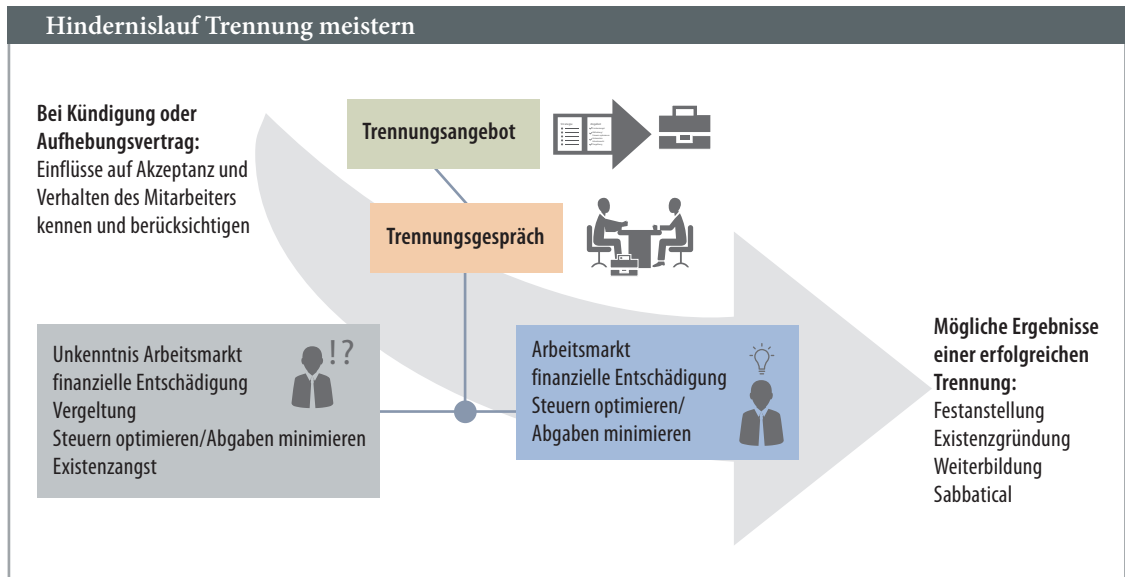 Hindernislauf Trennung meistern
Bei Kündigung oder
Aufhebungsvertrag:
Einflüsse auf Akzeptanz und
Verhalten des Mitarbeiters
kennen und berücksichtigen
Trennungsangebot
Trennungsgespräch
Unkenntnis Arbeitsmarkt
finanzielle Entschädigung
Vergeltung
Steuern optimieren/Abgaben minimieren
Existenzangst
!?
Arbeitsmarkt
finanzielle Entschädigung
Steuern optimieren/
Abgaben minimieren
Mögliche Ergebnisse
einer erfolgreichen
Trennung:
Festanstellung
Existenzgründung
Weiterbildung
Sabbatical